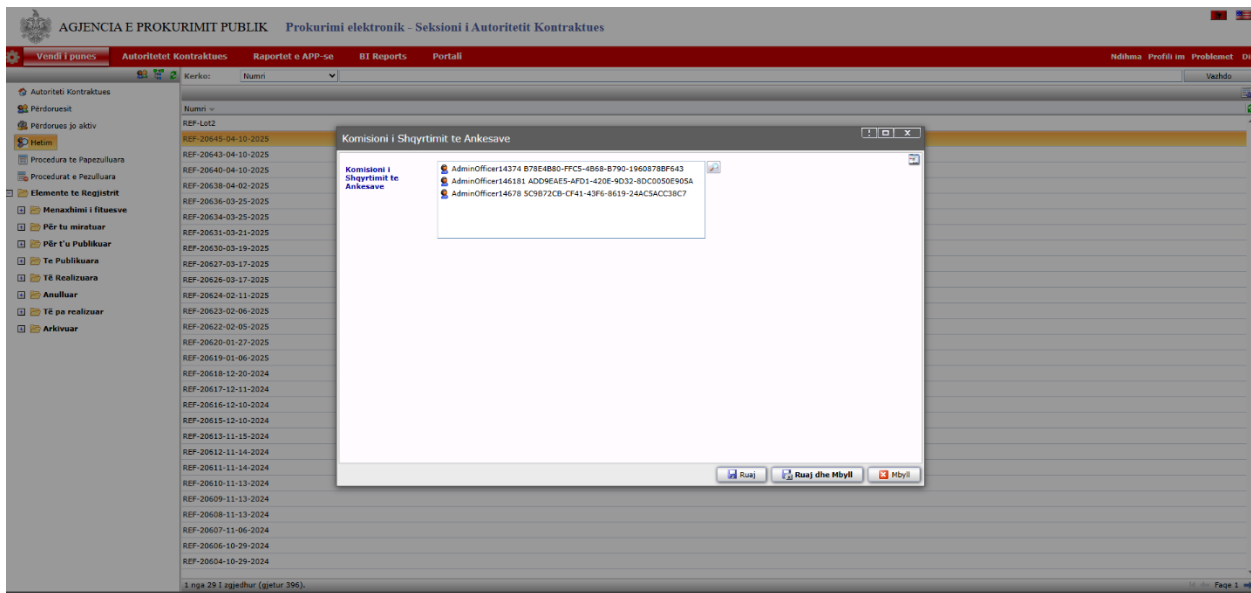 AGJENCIA E PROKURIMIT PUBLIK Prokurimi elektronik - Seksioni i Autoritetit Kontraktues
Vendi i punes Autoritetet Kontraktues Raportet e APP-se BI Reports Portali Ndihma Profili im Problemet
Kerko: Numri Vazhdo
Autoriteti Kontraktues
Përdoruesit
Përdorues jo aktiv
Hetim
Procedura te Papezulluara
Procedurat e Pezulluara
Elemente te Regjistrit
Menaxhimi i fituesve
Për tu miratuar
Për t'u Publikuar
Te Publikuara
Të Realizuara
Anulluar
Të pa realizuar
Arkivuar
Numri
REF-Lot2
REF-20645-04-10-2025
REF-20643-04-10-2025
REF-20640-04-10-2025
REF-20638-04-02-2025
REF-20636-03-25-2025
REF-20634-03-25-2025
REF-20631-03-21-2025
REF-20630-03-19-2025
REF-20627-03-17-2025
REF-20626-03-17-2025
REF-20624-02-11-2025
REF-20623-02-06-2025
REF-20622-02-05-2025
REF-20620-01-27-2025
REF-20619-01-06-2025
REF-20618-12-20-2024
REF-20617-12-11-2024
REF-20616-12-10-2024
REF-20615-12-10-2024
REF-20613-11-15-2024
REF-20612-11-14-2024
REF-20611-11-14-2024
REF-20610-11-13-2024
REF-20609-11-13-2024
REF-20608-11-13-2024
REF-20607-11-06-2024
REF-20606-10-29-2024
REF-20604-10-29-2024
1 nga 29 I zgjedhur (gjetur 396). Faqe 1
Komisioni i Shqyrtimit te Ankesave
Komisioni i
Shqyrtimit te
Ankesave
AdminOfficer14374 B78E4B80-FFC5-4B68-B790-1960878BF643
AdminOfficer146181 ADD9EAE5-AFD1-420E-9D32-8DC0050E905A
AdminOfficer14678 5C9B72CB-CF41-43F6-8619-24AC5ACC38C7
Ruaj Ruaj dhe Mbyll Mbyll